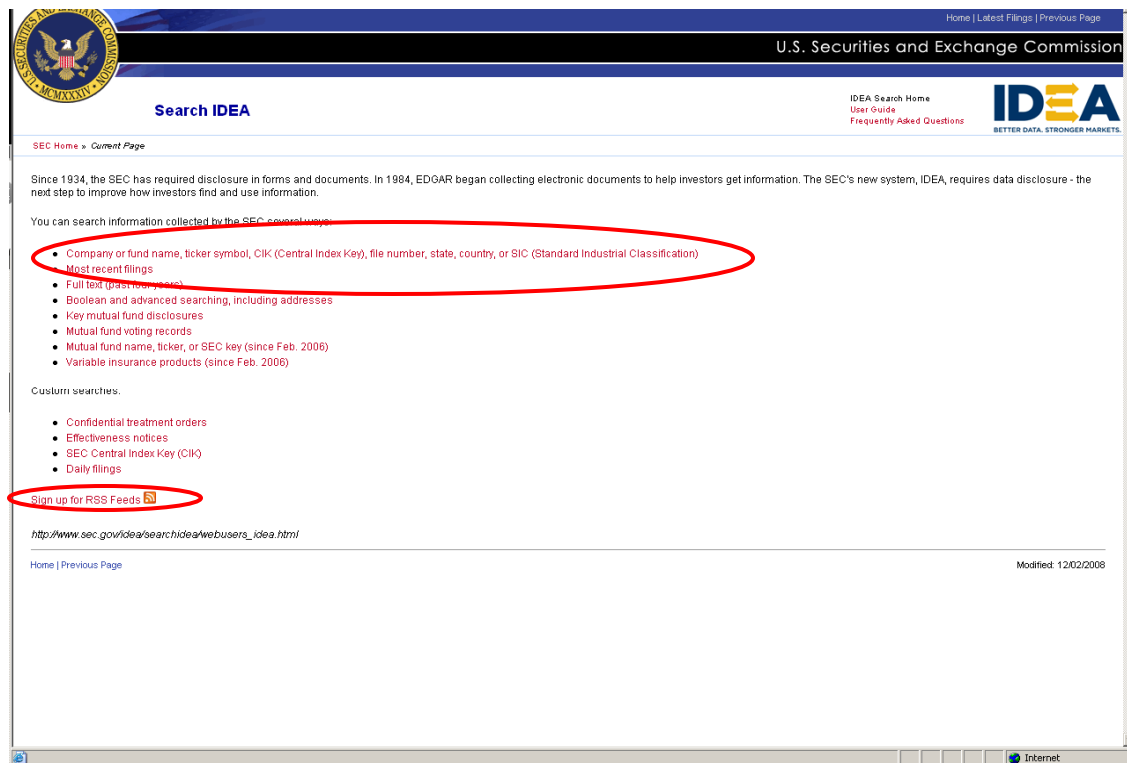 Home | Latest Filings | Previous Page
U.S. Securities and Exchange Commission
SECURITIES AND EXCHANGE COMMISSION
MCMXXXIV
Search IDEA
IDEA Search Home
User Guide
Frequently Asked Questions
IDEA
BETTER DATA. STRONGER MARKETS.
SEC Home » Current Page
Since 1934, the SEC has required disclosure in forms and documents. In 1984, EDGAR began collecting electronic documents to help investors get information. The SEC's new system, IDEA, requires data disclosure - the
next step to improve how investors find and use information.
You can search information collected by the SEC several ways:
• Company or fund name, ticker symbol, CIK (Central Index Key), file number, state, country, or SIC (Standard Industrial Classification)
• Most recent filings
• Full text (past four years)
• Boolean and advanced searching, including addresses
• Key mutual fund disclosures
• Mutual fund voting records
• Mutual fund name, ticker, or SEC key (since Feb. 2006)
• Variable insurance products (since Feb. 2006)
Custom searches:
• Confidential treatment orders
• Effectiveness notices
• SEC Central Index Key (CIK)
• Daily filings
Sign up for RSS Feeds
http://www.sec.gov/idea/searchidea/webusers_idea.html
Home | Previous Page
Modified: 12/02/2008
Internet